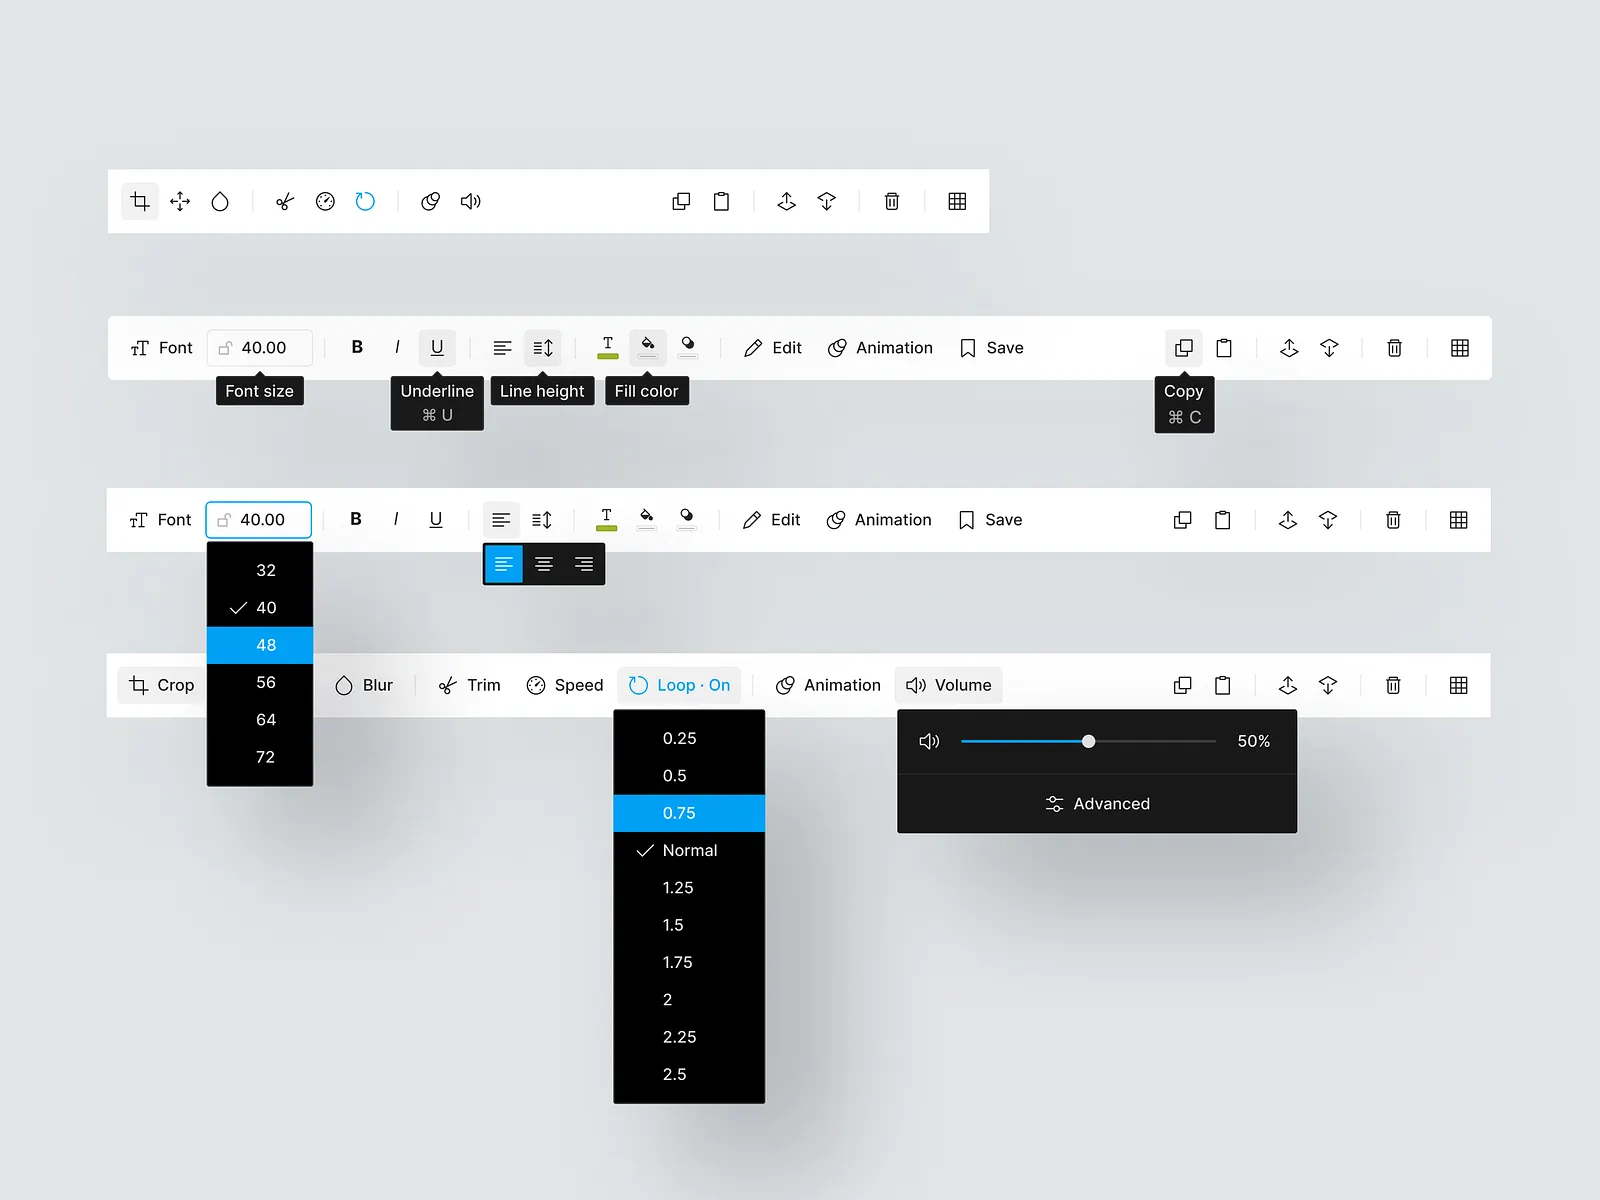 Font 40.00 B I U T Edit Animation Save
Font size
Underline
⌘ U
Line height
Fill color
Copy
⌘ C
Font 40.00 B I U T Edit Animation Save
32
40
48
56
64
72
Crop Blur Trim Speed Loop · On Animation Volume
0.25
0.5
0.75
Normal
1.25
1.5
1.75
2
2.25
2.5
50%
Advanced